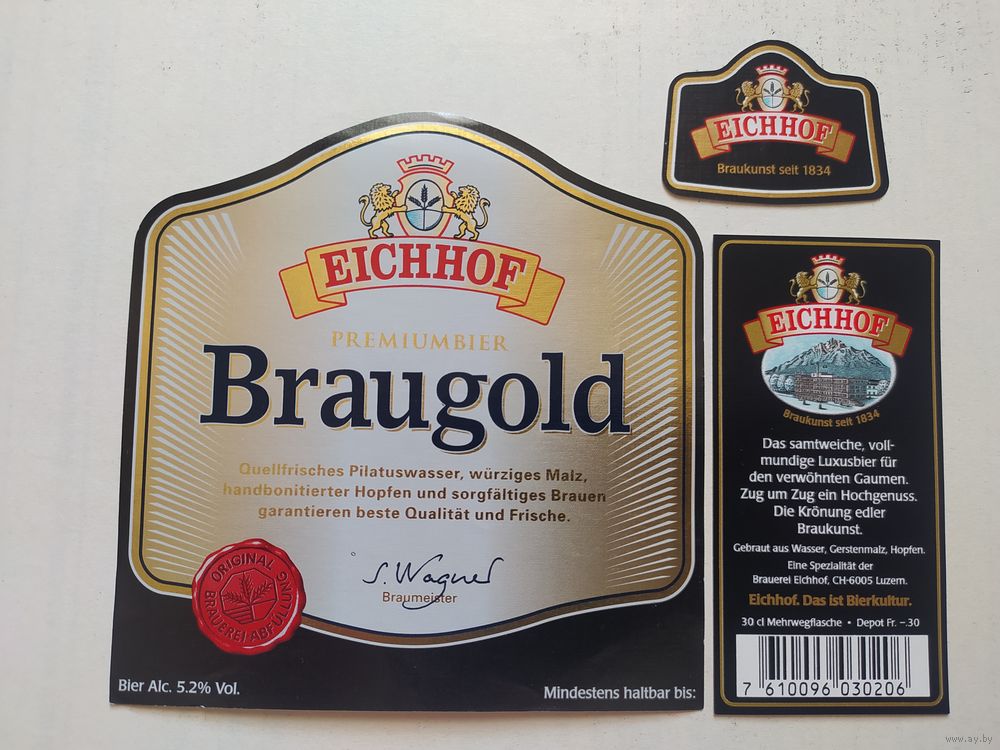 EICHHOF
PREMIUMBIER
Braugold
Quellfrisches Pilatuswasser, würziges Malz,
handbonitierter Hopfen und sorgfältiges Brauen
garantieren beste Qualität und Frische.
S. Wagner
Braumeister
ORIGINAL
BRAUEREIABFÜLLUNG
Bier Alc. 5.2% Vol.
Mindestens haltbar bis:
EICHHOF
Braukunst seit 1834
EICHHOF
Braukunst seit 1834
Das samtweiche, voll-
mundige Luxusbier für
den verwöhnten Gaumen.
Zug um Zug ein Hochgenuss.
Die Krönung edler
Braukunst.
Gebraut aus Wasser, Gerstenmalz, Hopfen.
Eine Spezialität der
Brauerei Eichhof, CH-6005 Luzern.
Eichhof. Das ist Bierkultur.
30 cl Mehrwegflasche • Depot Fr. –.30
7 610096 030206
www.ay.by